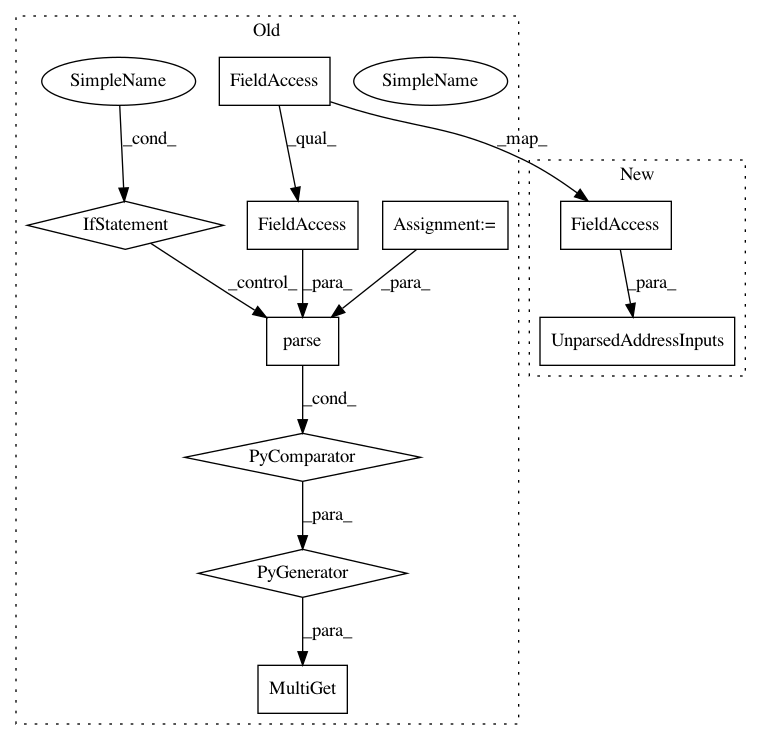 Old
SimpleName
FieldAccess
SimpleName
_cond_
_qual_
_map_
New
IfStatement
FieldAccess
Assignment:=
FieldAccess
_control_
_para_
_para_
_para_
parse
UnparsedAddressInputs
_cond_
PyComparator
_para_
PyGenerator
_para_
MultiGet